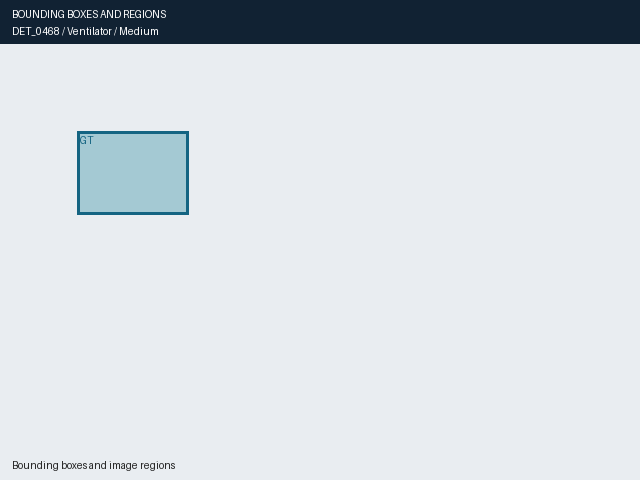 BOUNDING BOXES AND REGIONS
DET_0468 / Ventilator / Medium
GT
Bounding boxes and image regions